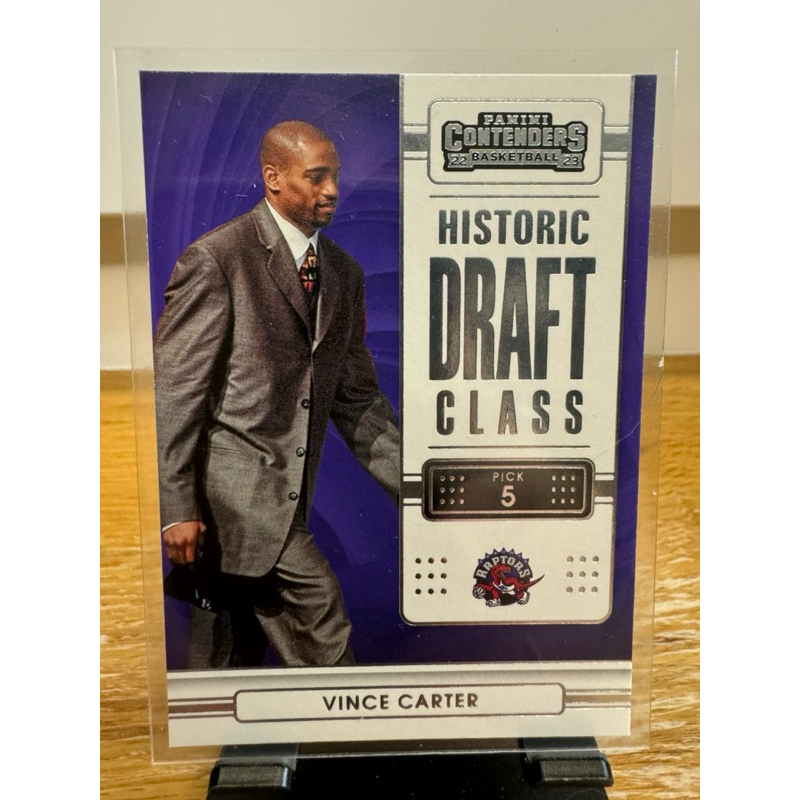 PANINI
CONTENDERS
22 BASKETBALL 23
HISTORIC
DRAFT
CLASS
PICK
5
RAPTORS
VINCE CARTER